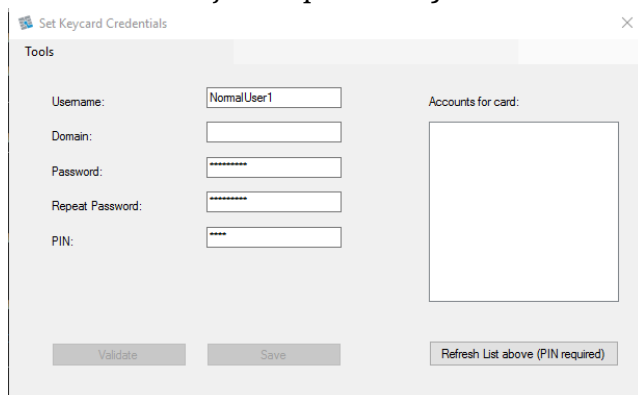 Set Keycard Credentials
Tools
Username: NormalUser1
Accounts for card:
Domain:
Password: *********
Repeat Password: *********
PIN: ****
Validate
Save
Refresh List above (PIN required)